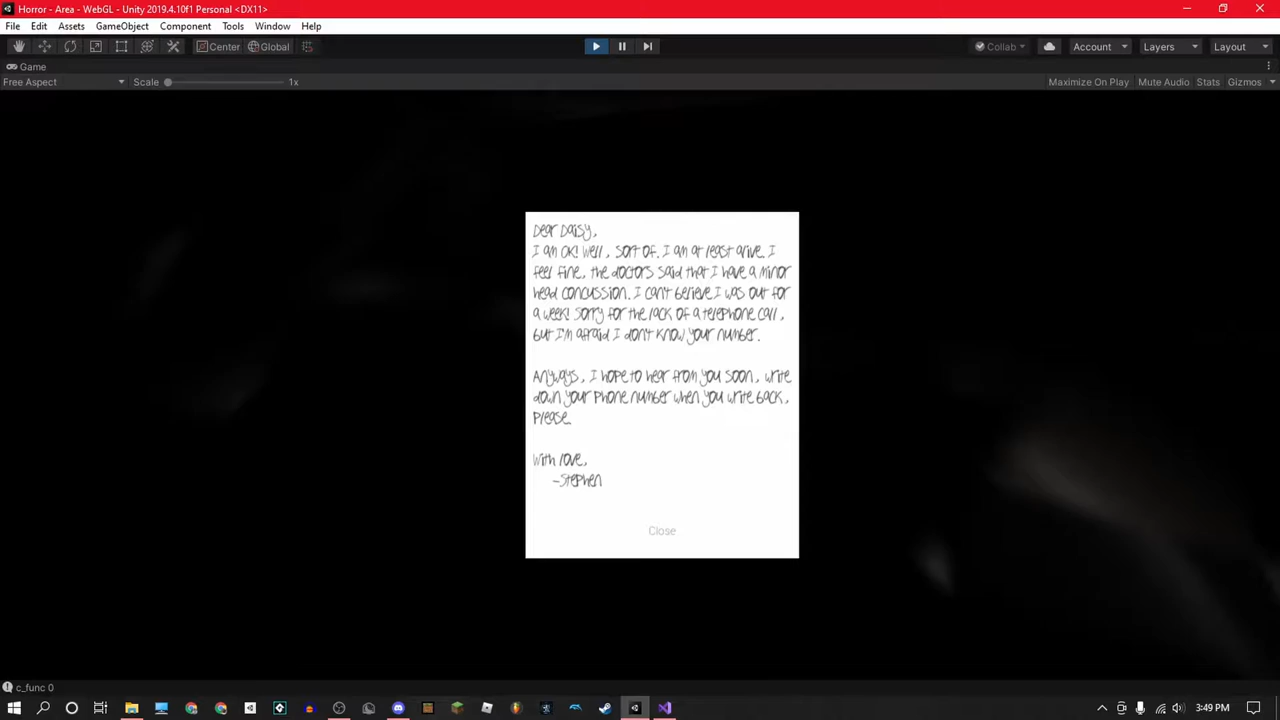 Horror - Area - WebGL - Unity 2019.4.10f1 Personal <DX11>
File Edit Assets GameObject Component Tools Window Help
Center Global Collab Account Layers Layout
Game
Free Aspect Scale 1x Maximize On Play Mute Audio Stats Gizmos
Dear Daisy,
I am OK! Well, sort of. I am at least alive. I
feel fine, the doctors said that I have a minor
head concussion. I can't believe I was out for
a week! Sorry for the lack of a telephone call,
but I'm afraid I don't know your number.
Anyways, I hope to hear from you soon, write
down your phone number when you write back,
please.
With love,
-Stephen
Close
c_func 0
3:49 PM